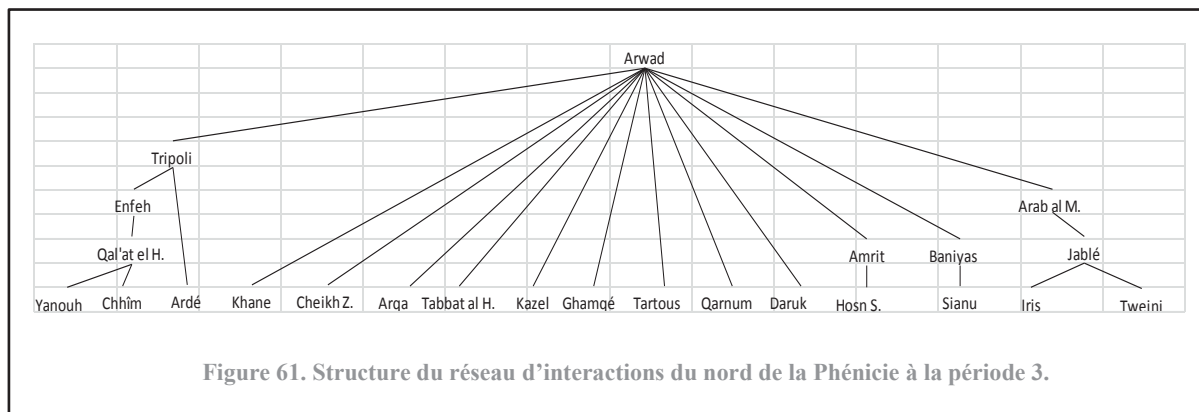 Arwad
Tripoli
Enfeh
Arab al M.
Qal'at el H.
Amrit
Baniyas
Jablé
Yanouh
Chhîm
Ardé
Khane
Cheikh Z.
Arqa
Tabbat al H.
Kazel
Ghamqé
Tartous
Qarnum
Daruk
Hosn S.
Sianu
Iris
Tweini
Figure 61. Structure du réseau d'interactions du nord de la Phénicie à la période 3.